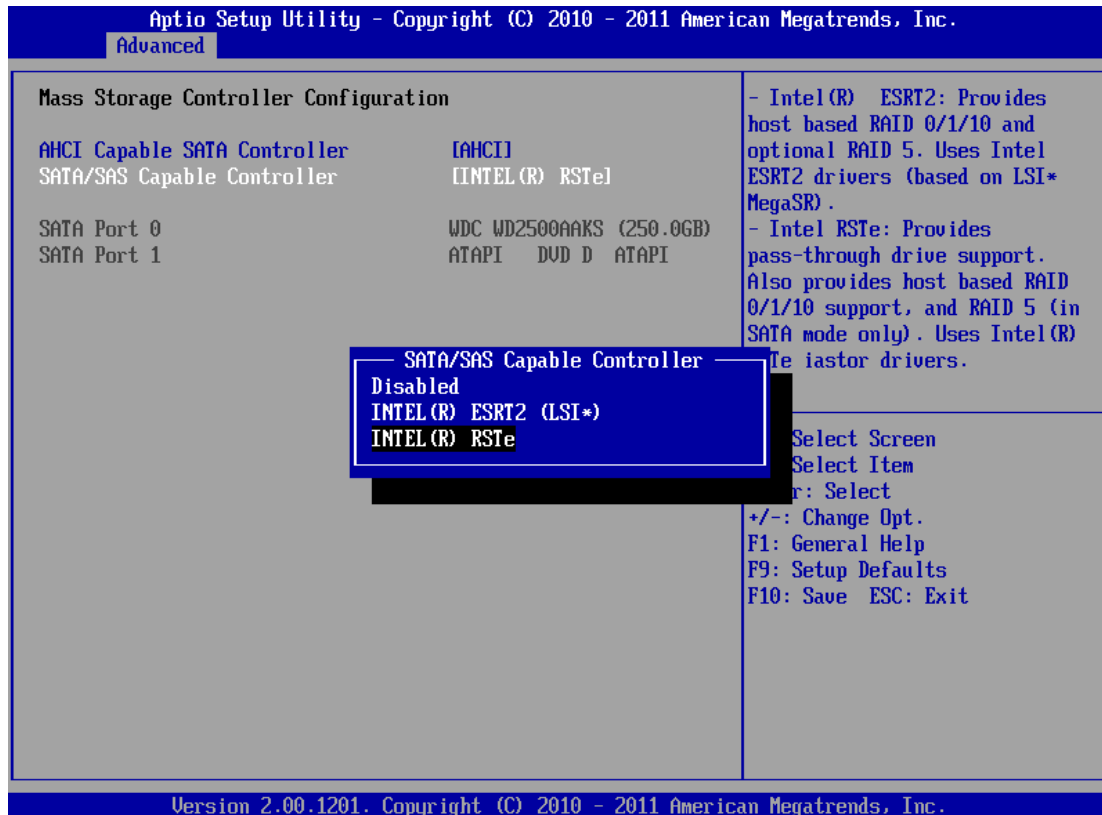 Aptio Setup Utility - Copyright (C) 2010 - 2011 American Megatrends, Inc.
Advanced
Mass Storage Controller Configuration
AHCI Capable SATA Controller [AHCI]
SATA/SAS Capable Controller [INTEL(R) RSTe]
SATA Port 0 WDC WD2500AAKS (250.0GB)
SATA Port 1 ATAPI DVD D ATAPI
SATA/SAS Capable Controller
Disabled
INTEL(R) ESRT2 (LSI*)
INTEL(R) RSTe
- Intel(R) ESRT2: Provides
host based RAID 0/1/10 and
optional RAID 5. Uses Intel
ESRT2 drivers (based on LSI*
MegaSR).
- Intel RSTe: Provides
pass-through drive support.
Also provides host based RAID
0/1/10 support, and RAID 5 (in
SATA mode only). Uses Intel(R)
Te iastor drivers.
Select Screen
Select Item
r: Select
+/-: Change Opt.
F1: General Help
F9: Setup Defaults
F10: Save ESC: Exit
Version 2.00.1201. Copyright (C) 2010 - 2011 American Megatrends, Inc.